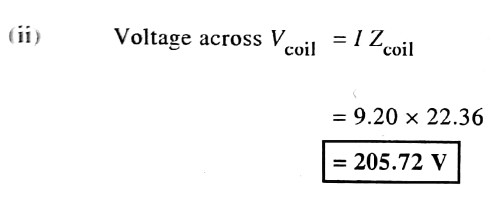 (ii) Voltage across V_coil = I Z_coil
= 9.20 × 22.36
= 205.72 V